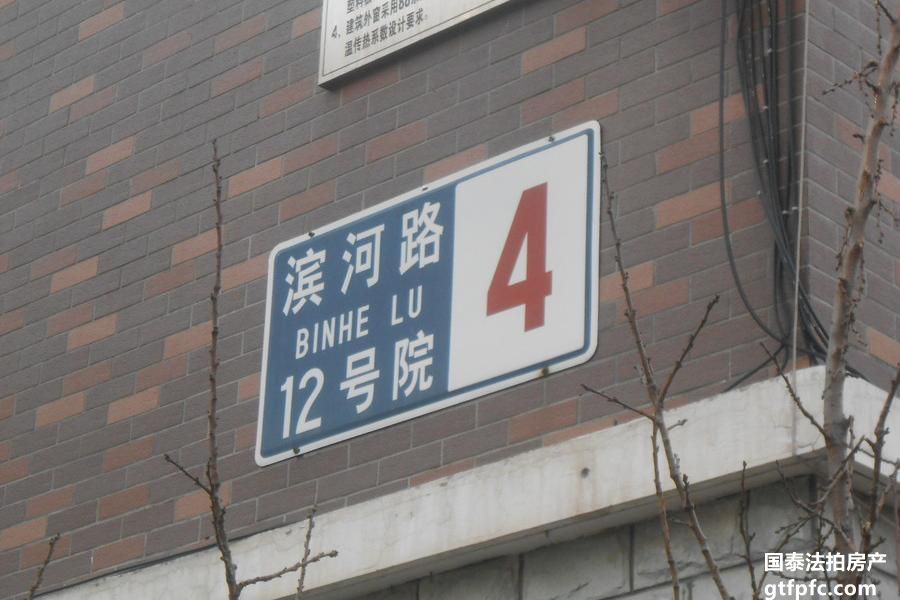 4、建筑外窗采用
温传热系数设计要求。
滨河路
BINHE LU
12号院
4
国泰法拍房产
gtfpfc.com